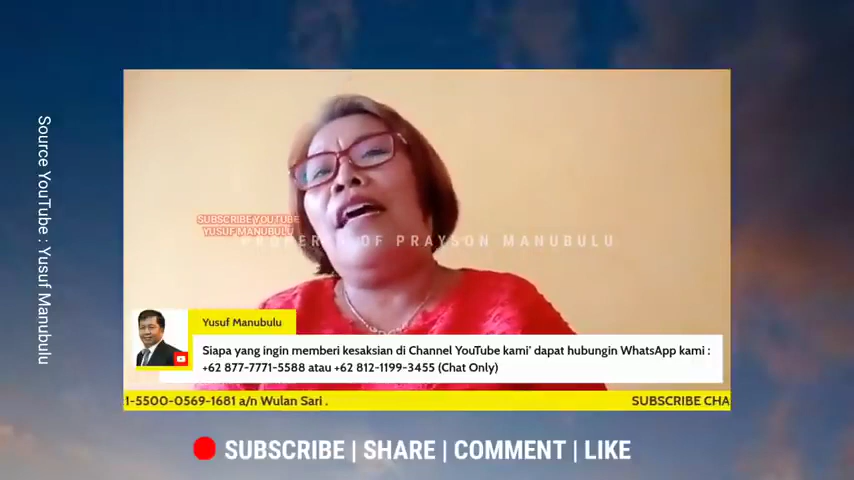 Source YouTube : Yusuf Manubulu
SUBSCRIBE YOUTUBE
YUSUF MANUBULU
PROPERTY OF PRAYSON MANUBULU
Yusuf Manubulu
Siapa yang ingin memberi kesaksian di Channel YouTube kami' dapat hubungin WhatsApp kami :
+62 877-7771-5588 atau +62 812-1199-3455 (Chat Only)
1-5500-0569-1681 a/n Wulan Sari . SUBSCRIBE CHA
SUBSCRIBE | SHARE | COMMENT | LIKE